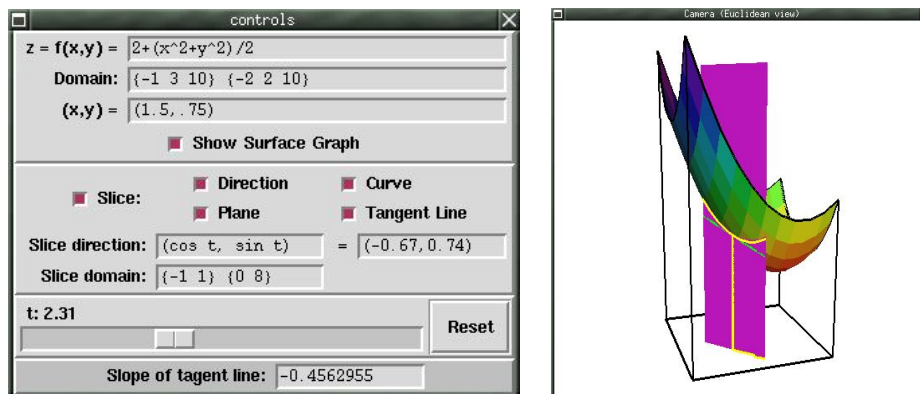 controls
z = f(x,y) = 2+(x^2+y^2)/2
Domain: {-1 3 10} {-2 2 10}
(x,y) = (1.5,.75)
Show Surface Graph
Slice: Direction Curve
Plane Tangent Line
Slice direction: (cos t, sin t) = (-0.67,0.74)
Slice domain: {-1 1} {0 8}
t: 2.31
Reset
Slope of tagent line: -0.4562955
Camera (Euclidean view)